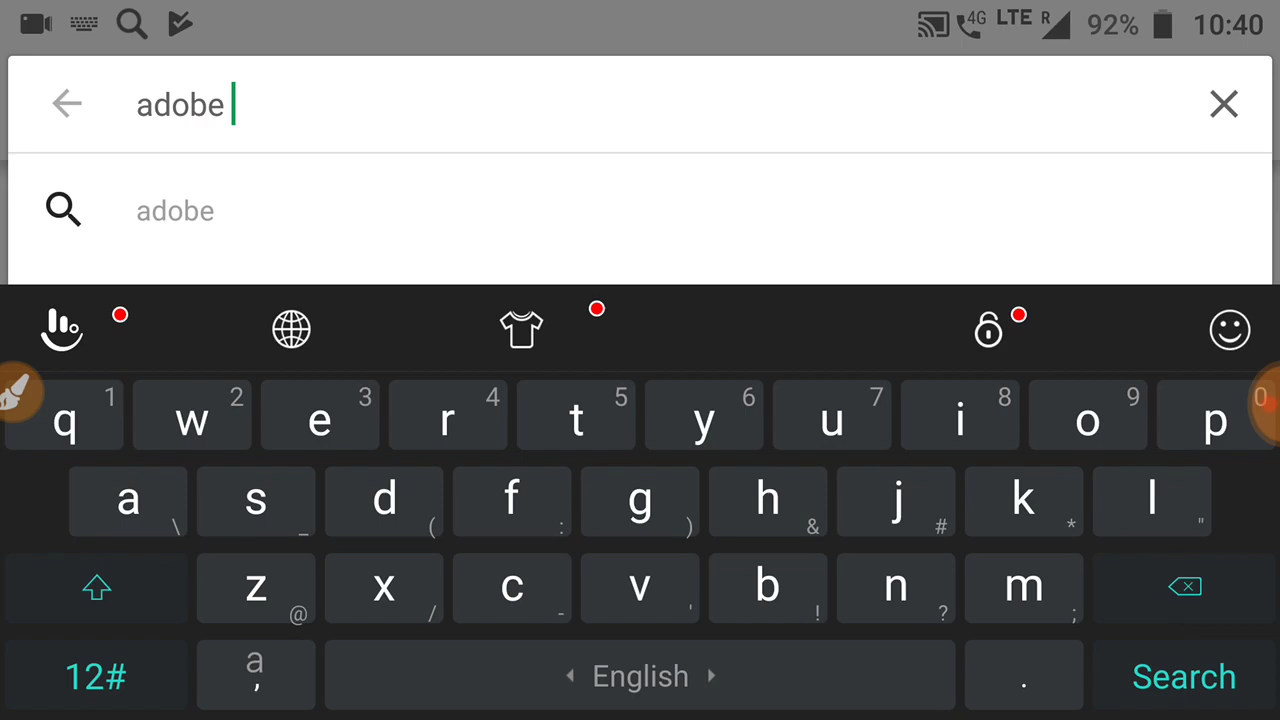 4G LTE R 92% 10:40
adobe
adobe
q 1 w 2 e 3 r 4 t 5 y 6 u 7 i 8 o 9 p 0
a \ s _ d ( f : g ) h & j # k * l "
z @ x / c - v ' b ! n ? m ;
12# a , English . Search